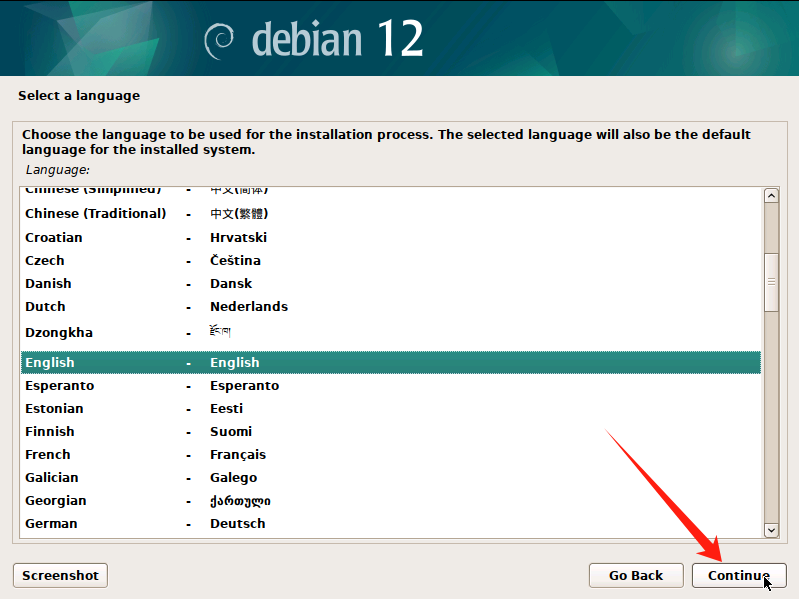 debian 12
Select a language
Choose the language to be used for the installation process. The selected language will also be the default
language for the installed system.
Language:
Chinese (Simplified) - 中文(简体)
Chinese (Traditional) - 中文(繁體)
Croatian - Hrvatski
Czech - Čeština
Danish - Dansk
Dutch - Nederlands
Dzongkha - རྫོང་ཁ།
English - English
Esperanto - Esperanto
Estonian - Eesti
Finnish - Suomi
French - Français
Galician - Galego
Georgian - ქართული
German - Deutsch
Screenshot Go Back Continue